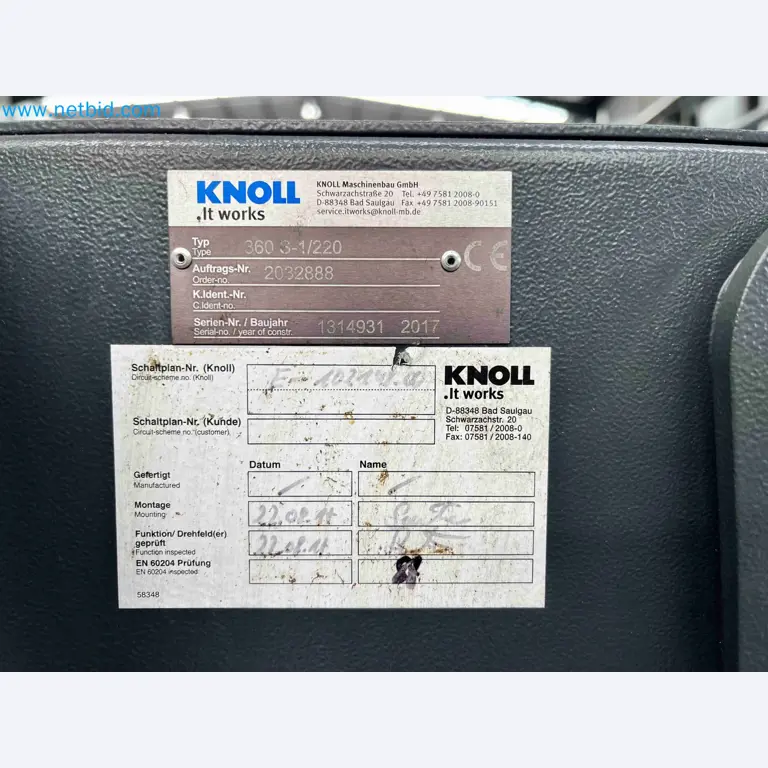 www.netbid.com
KNOLL
.It works
KNOLL Maschinenbau GmbH
Schwarzachstraße 20 Tel. +49 7581 2008-0
D-88348 Bad Saulgau Fax +49 7581 2008-90151
service.itworks@knoll-mb.de
Typ 360 S-1/220
Type
Auftrags-Nr. 2032888
Order-no.
K.Ident.-Nr.
C.Ident-no.
Serien-Nr. / Baujahr 1314931 2017
Serial-no. / year of constr.
CE
Schaltplan-Nr. (Knoll)
Circuit-scheme no. (Knoll)
Schaltplan-Nr. (Kunde)
Circuit-scheme no. (customer)
KNOLL
.It works
D-88348 Bad Saulgau
Schwarzachstr. 20
Tel: 07581 / 2008-0
Fax: 07581 / 2008-140
Datum Name
Gefertigt
Manufactured
Montage
Mounting
Funktion/ Drehfeld(er)
geprüft
Function inspected
EN 60204 Prüfung
EN 60204 inspected
58348